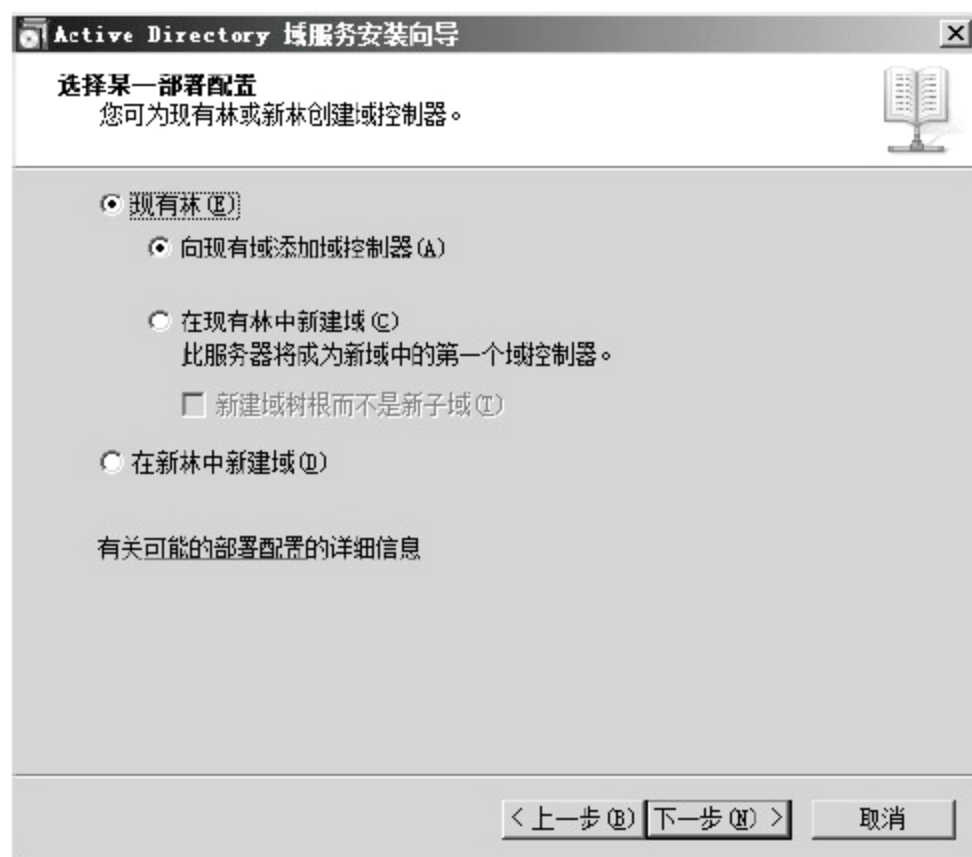 Active Directory 域服务安装向导
选择某一部署配置
您可为现有林或新林创建域控制器。
现有林(E)
向现有域添加域控制器(A)
在现有林中新建域(C)
此服务器将成为新域中的第一个域控制器。
新建域树根而不是新子域(T)
在新林中新建域(D)
有关可能的部署配置的详细信息
< 上一步(B) 下一步(N) > 取消